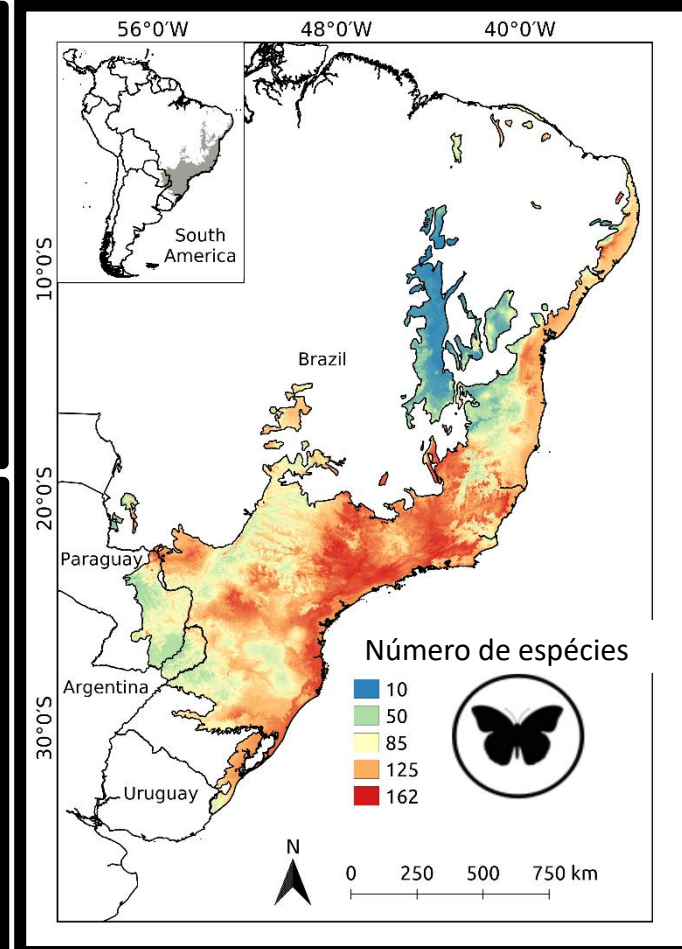 56°0′W 48°0′W 40°0′W
South
America
10°0′S
Brazil
20°0′S
Paraguay
Número de espécies
10
Argentina
50
30°0′S
85
125
Uruguay
162
N
0 250 500 750 km